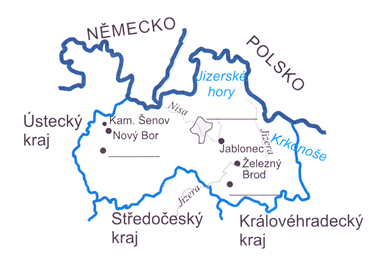 NĚMECKO
POLSKO
Jizerské
hory
Nisa
Ústecký
kraj
Kam. Šenov
Nový Bor
Jizera
Krkonoše
Jablonec
Železný
Brod
Jizera
Středočeský
kraj
Královéhradecký
kraj